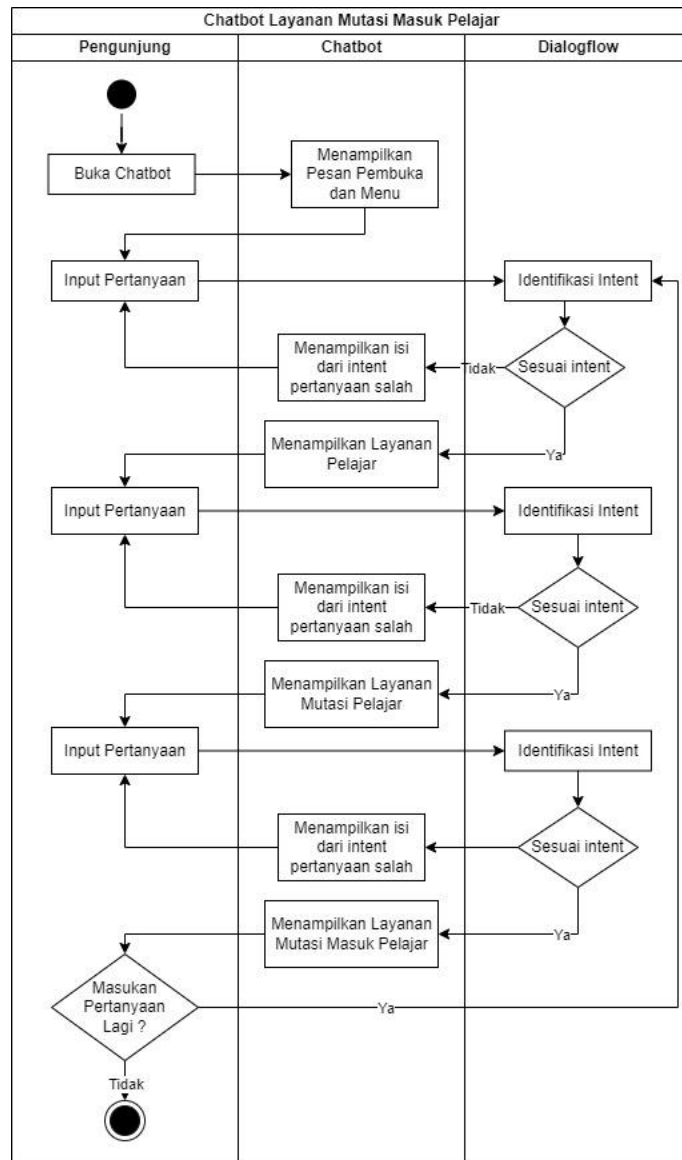 Chatbot Layanan Mutasi Masuk Pelajar
Pengunjung
Chatbot
Dialogflow
Buka Chatbot
Menampilkan
Pesan Pembuka
dan Menu
Input Pertanyaan
Identifikasi Intent
Menampilkan isi
dari intent
pertanyaan salah
Tidak
Sesuai intent
Menampilkan Layanan
Pelajar
Ya
Input Pertanyaan
Identifikasi Intent
Menampilkan isi
dari intent
pertanyaan salah
Tidak
Sesuai intent
Menampilkan Layanan
Mutasi Pelajar
Ya
Input Pertanyaan
Identifikasi Intent
Menampilkan isi
dari intent
pertanyaan salah
Sesuai intent
Menampilkan Layanan
Mutasi Masuk Pelajar
Ya
Masukan
Pertanyaan
Lagi ?
Ya
Tidak